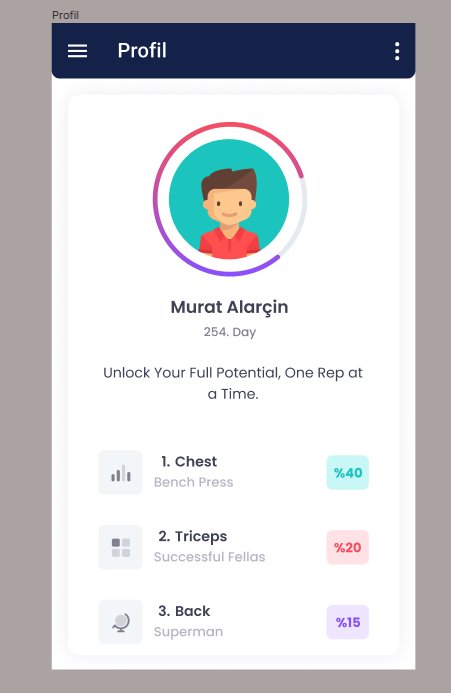 Profil
Profil
Murat Alarçin
254. Day
Unlock Your Full Potential, One Rep at
a Time.
1. Chest
Bench Press
%40
2. Triceps
Successful Fellas
%20
3. Back
Superman
%15